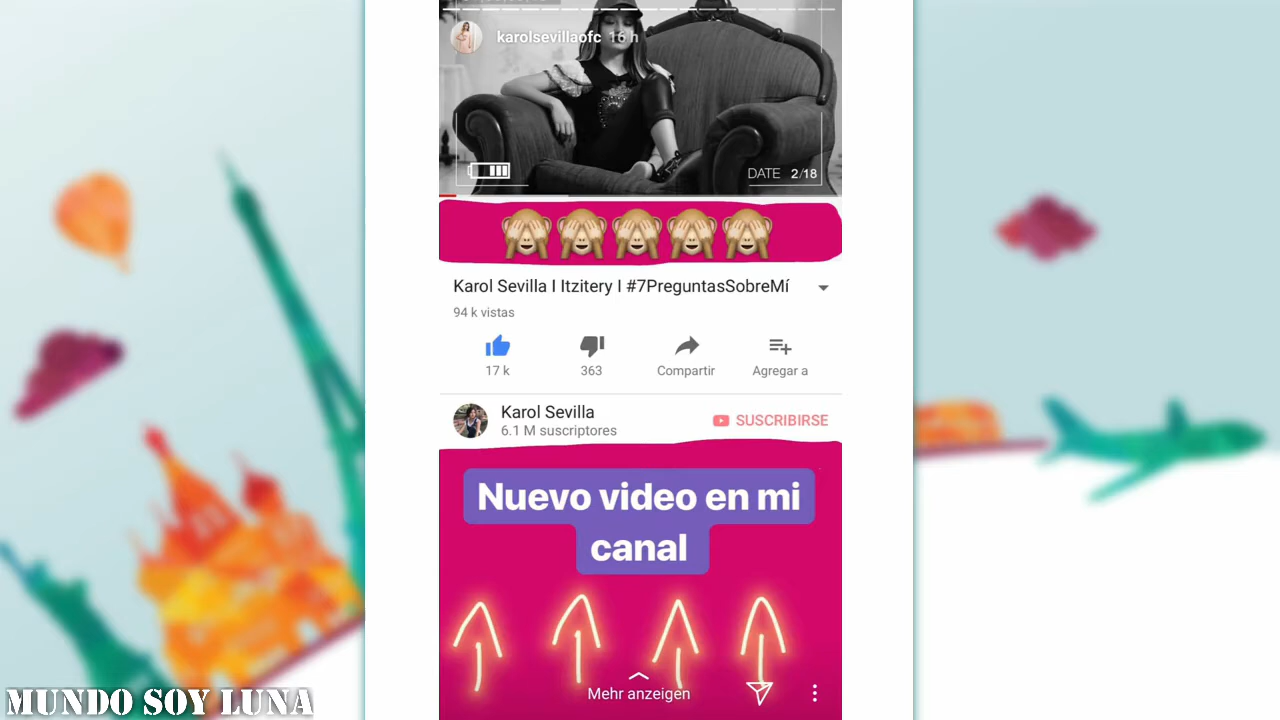 karolsevillaofc 16 h
DATE 2/18
Karol Sevilla I Itzitery I #7PreguntasSobreMí
94 k vistas
17 k
363
Compartir
Agregar a
Karol Sevilla
6.1 M suscriptores
SUSCRIBIRSE
Nuevo video en mi
canal
Mehr anzeigen
MUNDO SOY LUNA